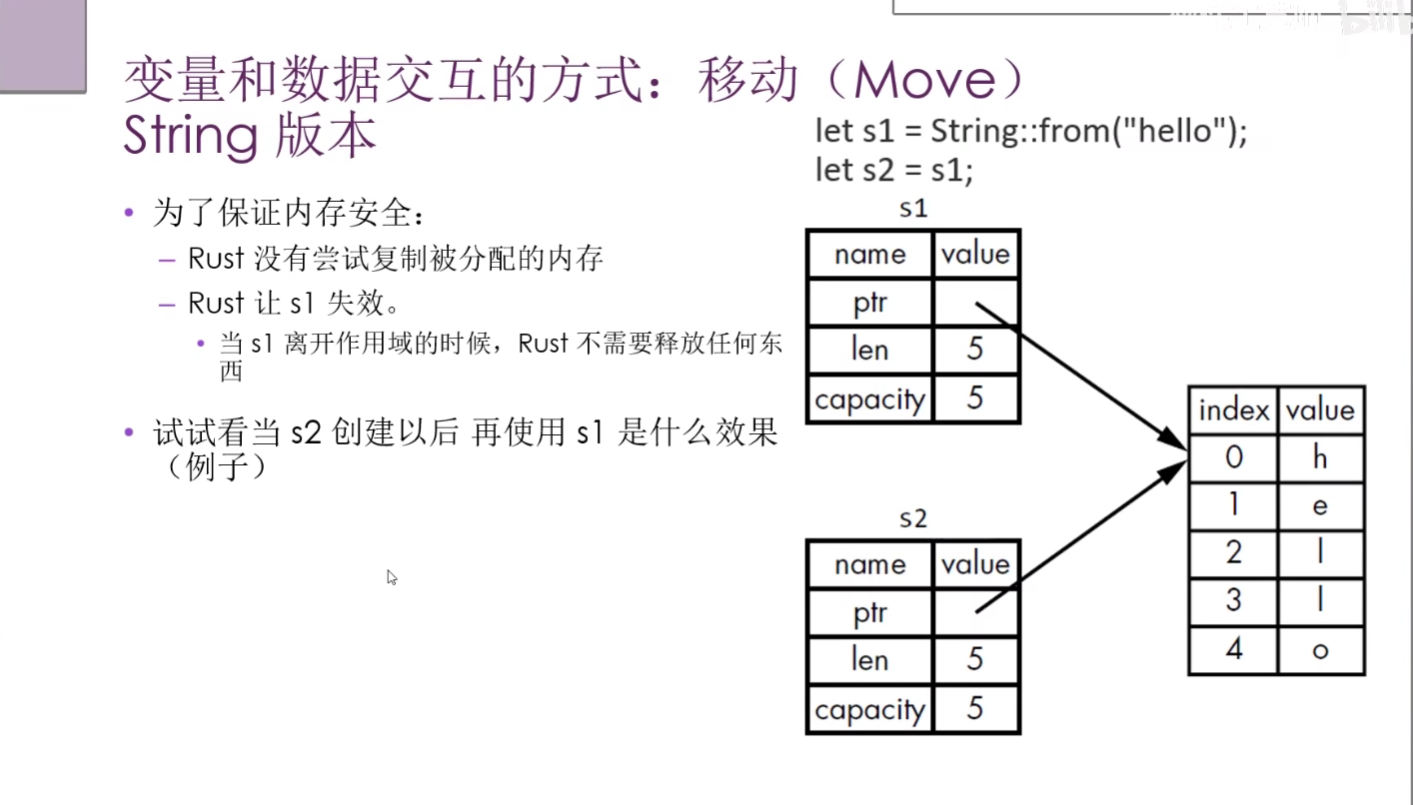 变量和数据交互的方式：移动（Move）
String 版本
let s1 = String::from("hello");
let s2 = s1;
• 为了保证内存安全：
– Rust 没有尝试复制被分配的内存
– Rust 让 s1 失效。
• 当 s1 离开作用域的时候，Rust 不需要释放任何东
西
• 试试看当 s2 创建以后 再使用 s1 是什么效果
（例子）
s1
name value
ptr
len 5
capacity 5
s2
name value
ptr
len 5
capacity 5
index value
0 h
1 e
2 l
3 l
4 o